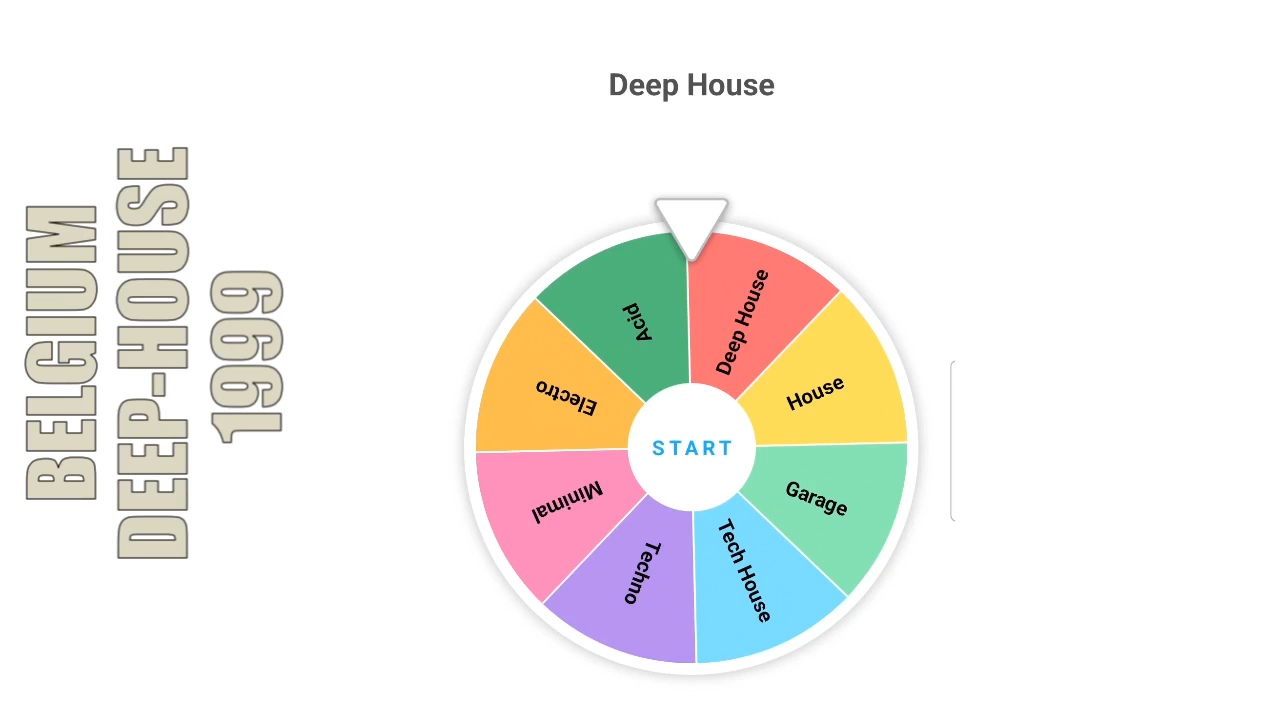 Deep House
BELGIUM
DEEP-HOUSE
1999
Deep House
House
Garage
Tech House
Techno
Minimal
Electro
Acid
START